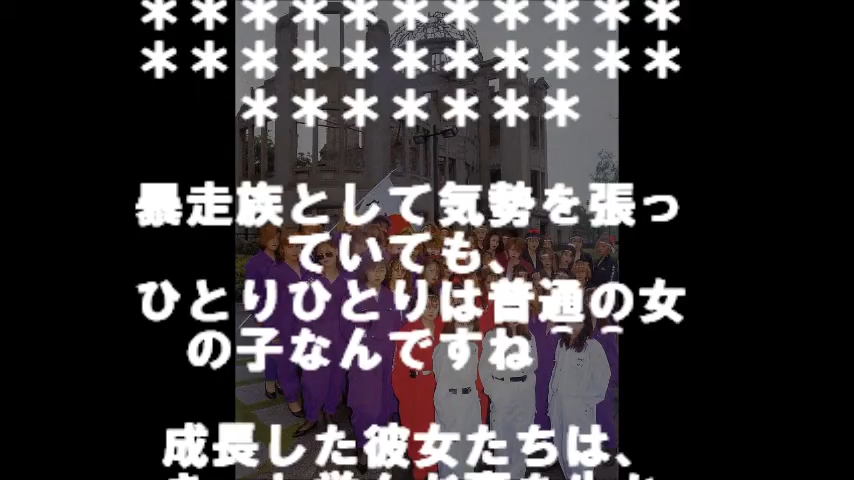 ***********
***********
*******
暴走族として気勢を張っ
ていても、
ひとりひとりは普通の女
の子なんですね＾＾
成長した彼女たちは、